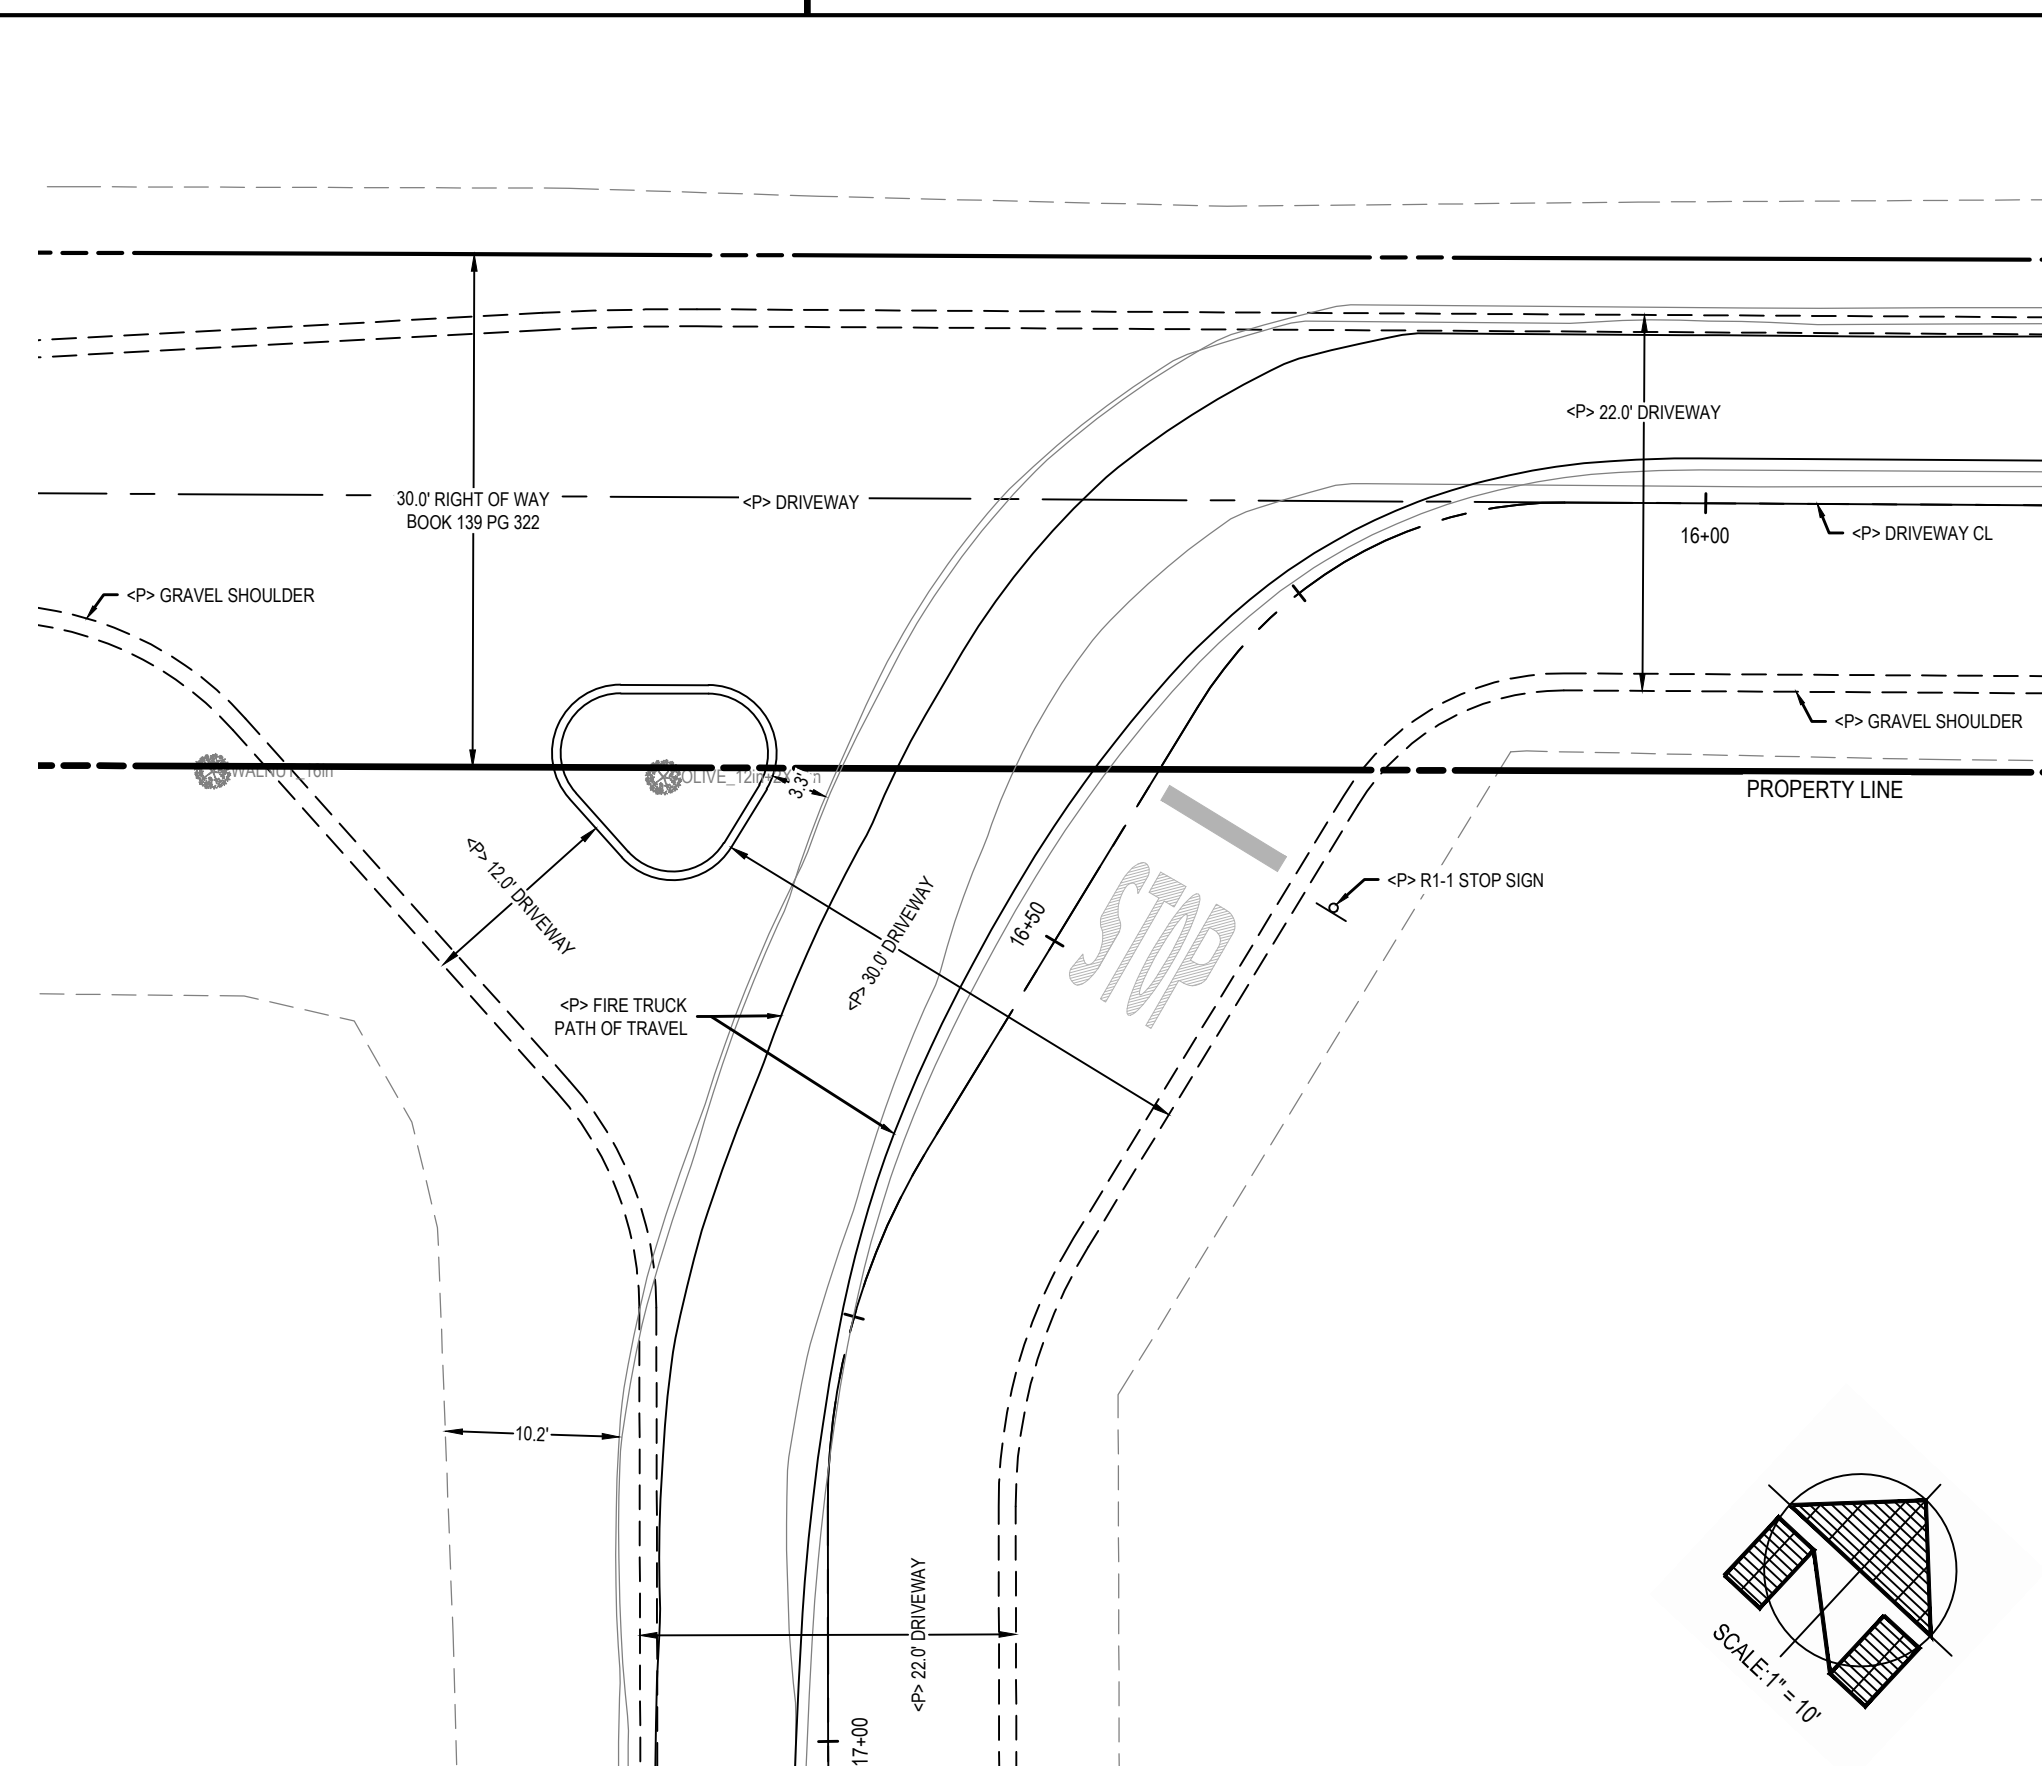 <P> 22.0' DRIVEWAY
30.0' RIGHT OF WAY
BOOK 139 PG 322
<P> DRIVEWAY
16+00
<P> DRIVEWAY CL
<P> GRAVEL SHOULDER
<P> GRAVEL SHOULDER
WALNUT_16in
OLIVE_12in
3.3'
PROPERTY LINE
<P> 12.0' DRIVEWAY
<P> R1-1 STOP SIGN
<P> 30.0' DRIVEWAY
16+50
STOP
<P> FIRE TRUCK
PATH OF TRAVEL
10.2'
<P> 22.0' DRIVEWAY
17+00
SCALE:1" = 10'